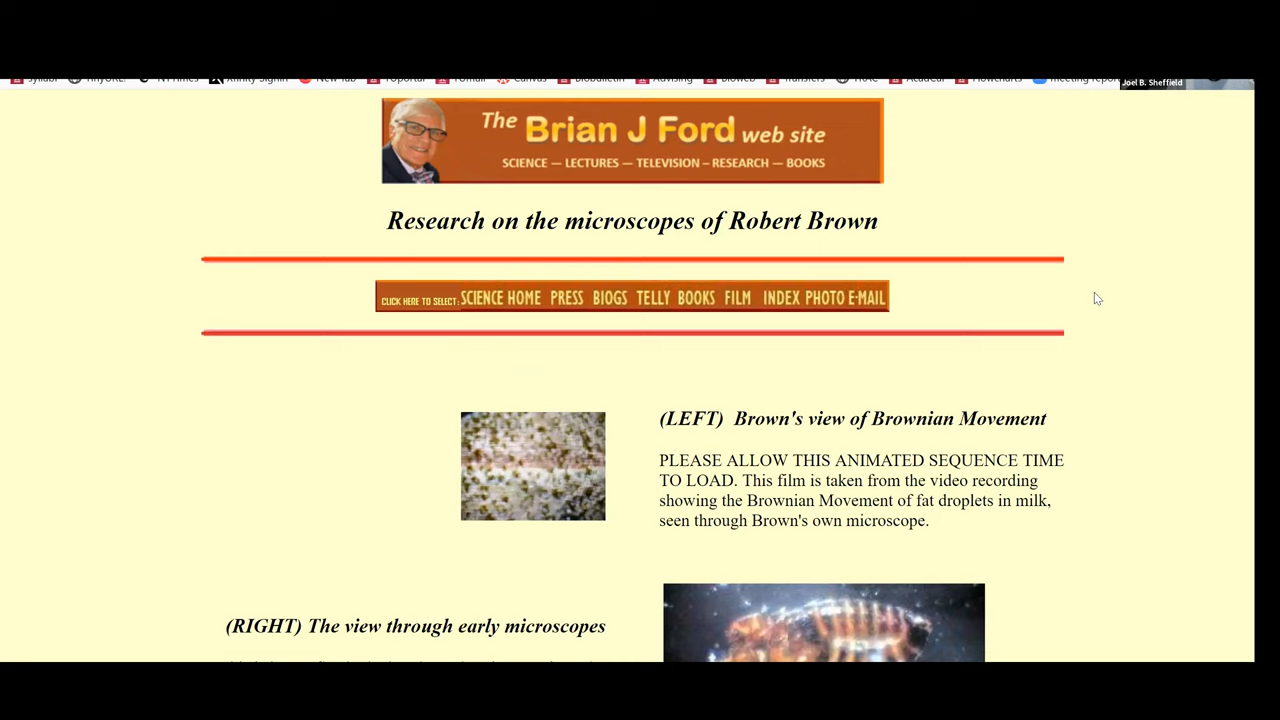 Joel B. Sheffield
The Brian J Ford web site
SCIENCE — LECTURES — TELEVISION – RESEARCH — BOOKS
Research on the microscopes of Robert Brown
CLICK HERE TO SELECT: SCIENCE HOME PRESS BIOGS TELLY BOOKS FILM INDEX PHOTO E-MAIL
(LEFT) Brown's view of Brownian Movement
PLEASE ALLOW THIS ANIMATED SEQUENCE TIME
TO LOAD. This film is taken from the video recording
showing the Brownian Movement of fat droplets in milk,
seen through Brown's own microscope.
(RIGHT) The view through early microscopes